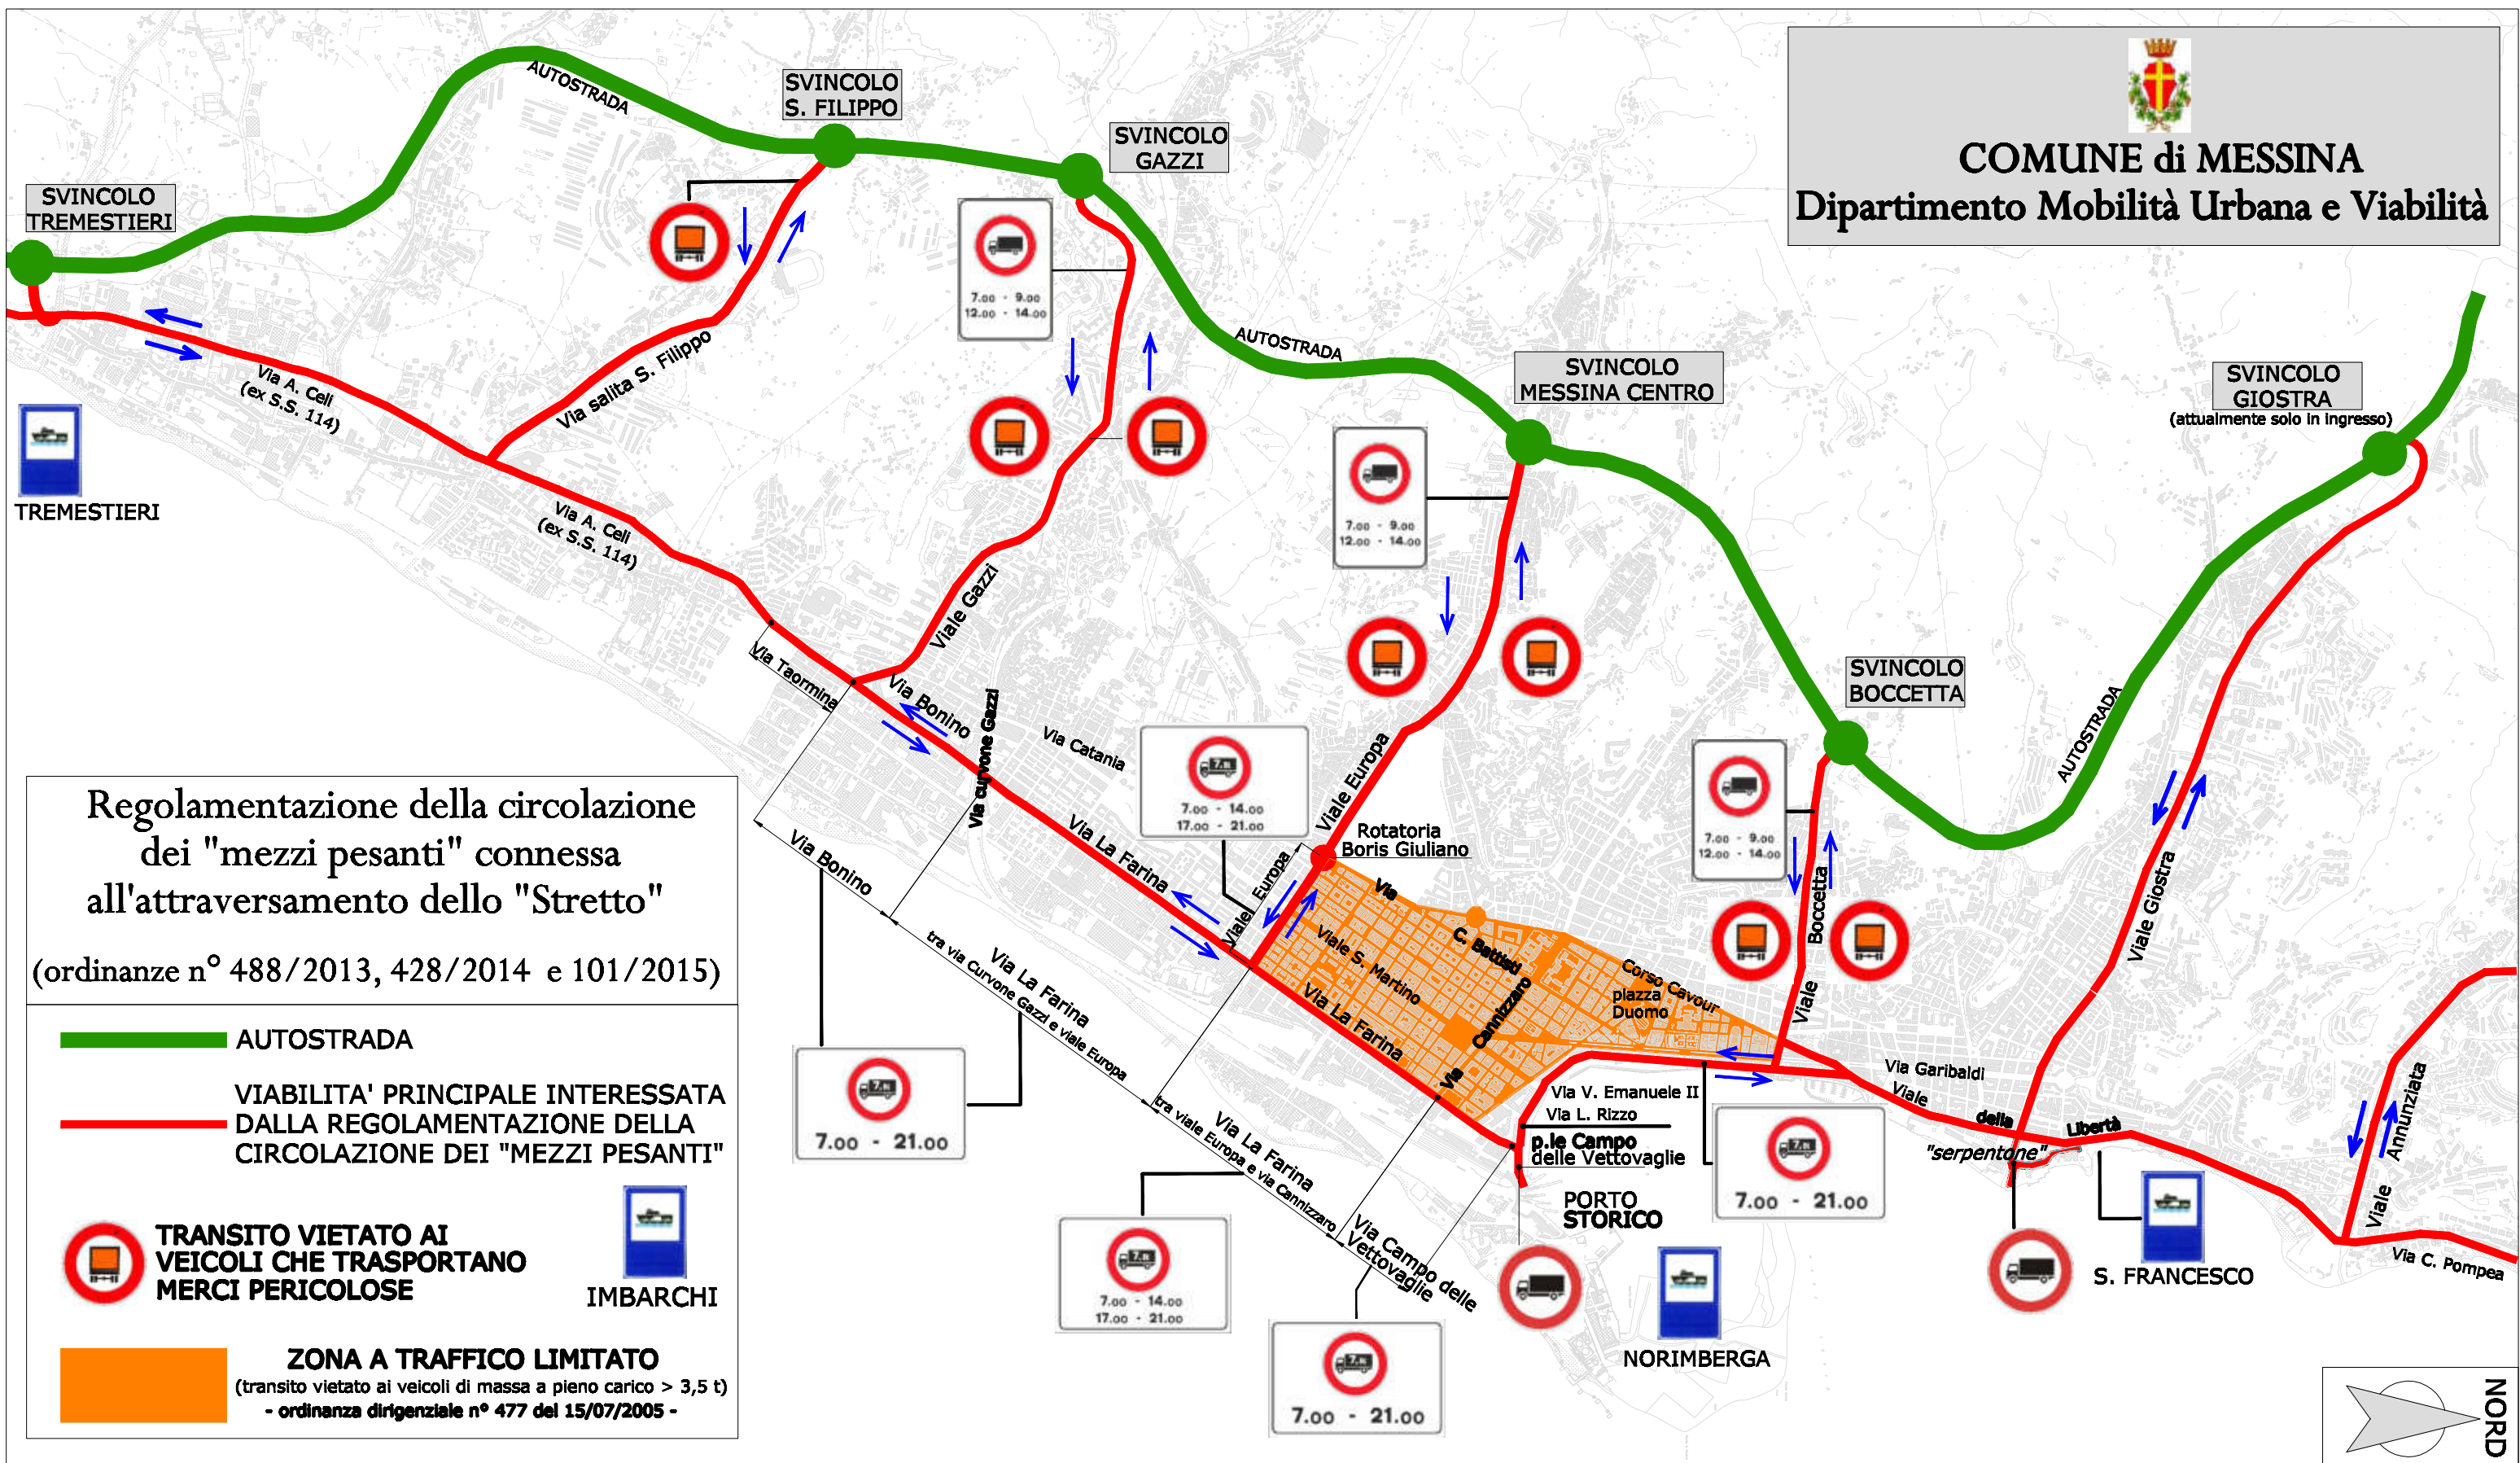 COMUNE di MESSINA
Dipartimento Mobilità Urbana e Viabilità
AUTOSTRADA
SVINCOLO
S. FILIPPO
SVINCOLO
GAZZI
SVINCOLO
TREMESTIERI
7.00 - 9.00
12.00 - 14.00
AUTOSTRADA
SVINCOLO
MESSINA CENTRO
SVINCOLO
GIOSTRA
(attualmente solo in ingresso)
Via A. Celi
(ex S.S. 114)
Via salita S. Filippo
TREMESTIERI
Via A. Celi
(ex S.S. 114)
7.00 - 9.00
12.00 - 14.00
Viale Gazzi
Via Taormina
Via Bonino
Via curvone Gazzi
Via Catania
SVINCOLO
BOCCETTA
AUTOSTRADA
7.00 - 14.00
17.00 - 21.00
Viale Europa
7.00 - 9.00
12.00 - 14.00
Rotatoria
Boris Giuliano
Via Bonino
Via La Farina
Viale Europa
Via
C. Battisti
Viale S. Martino
Via La Farina
Via
Cannizzaro
Corso Cavour
piazza
Duomo
Viale
Boccetta
Viale Giostra
Via La Farina
tra via Curvone Gazzi e viale Europa
Via La Farina
tra viale Europa e via Cannizzaro
Via Campo delle
Vettovaglie
Via V. Emanuele II
Via L. Rizzo
p.le Campo
delle Vettovaglie
PORTO
STORICO
Via Garibaldi
Viale
della
Libertà
"serpentone"
Viale
Annunziata
Via C. Pompea
7.00 - 21.00
7.00 - 21.00
7.00 - 14.00
17.00 - 21.00
7.00 - 21.00
NORIMBERGA
S. FRANCESCO
Regolamentazione della circolazione
dei "mezzi pesanti" connessa
all'attraversamento dello "Stretto"
(ordinanze n° 488/2013, 428/2014 e 101/2015)
AUTOSTRADA
VIABILITA' PRINCIPALE INTERESSATA
DALLA REGOLAMENTAZIONE DELLA
CIRCOLAZIONE DEI "MEZZI PESANTI"
TRANSITO VIETATO AI
VEICOLI CHE TRASPORTANO
MERCI PERICOLOSE
IMBARCHI
ZONA A TRAFFICO LIMITATO
(transito vietato ai veicoli di massa a pieno carico > 3,5 t)
- ordinanza dirigenziale n° 477 del 15/07/2005 -
NORD